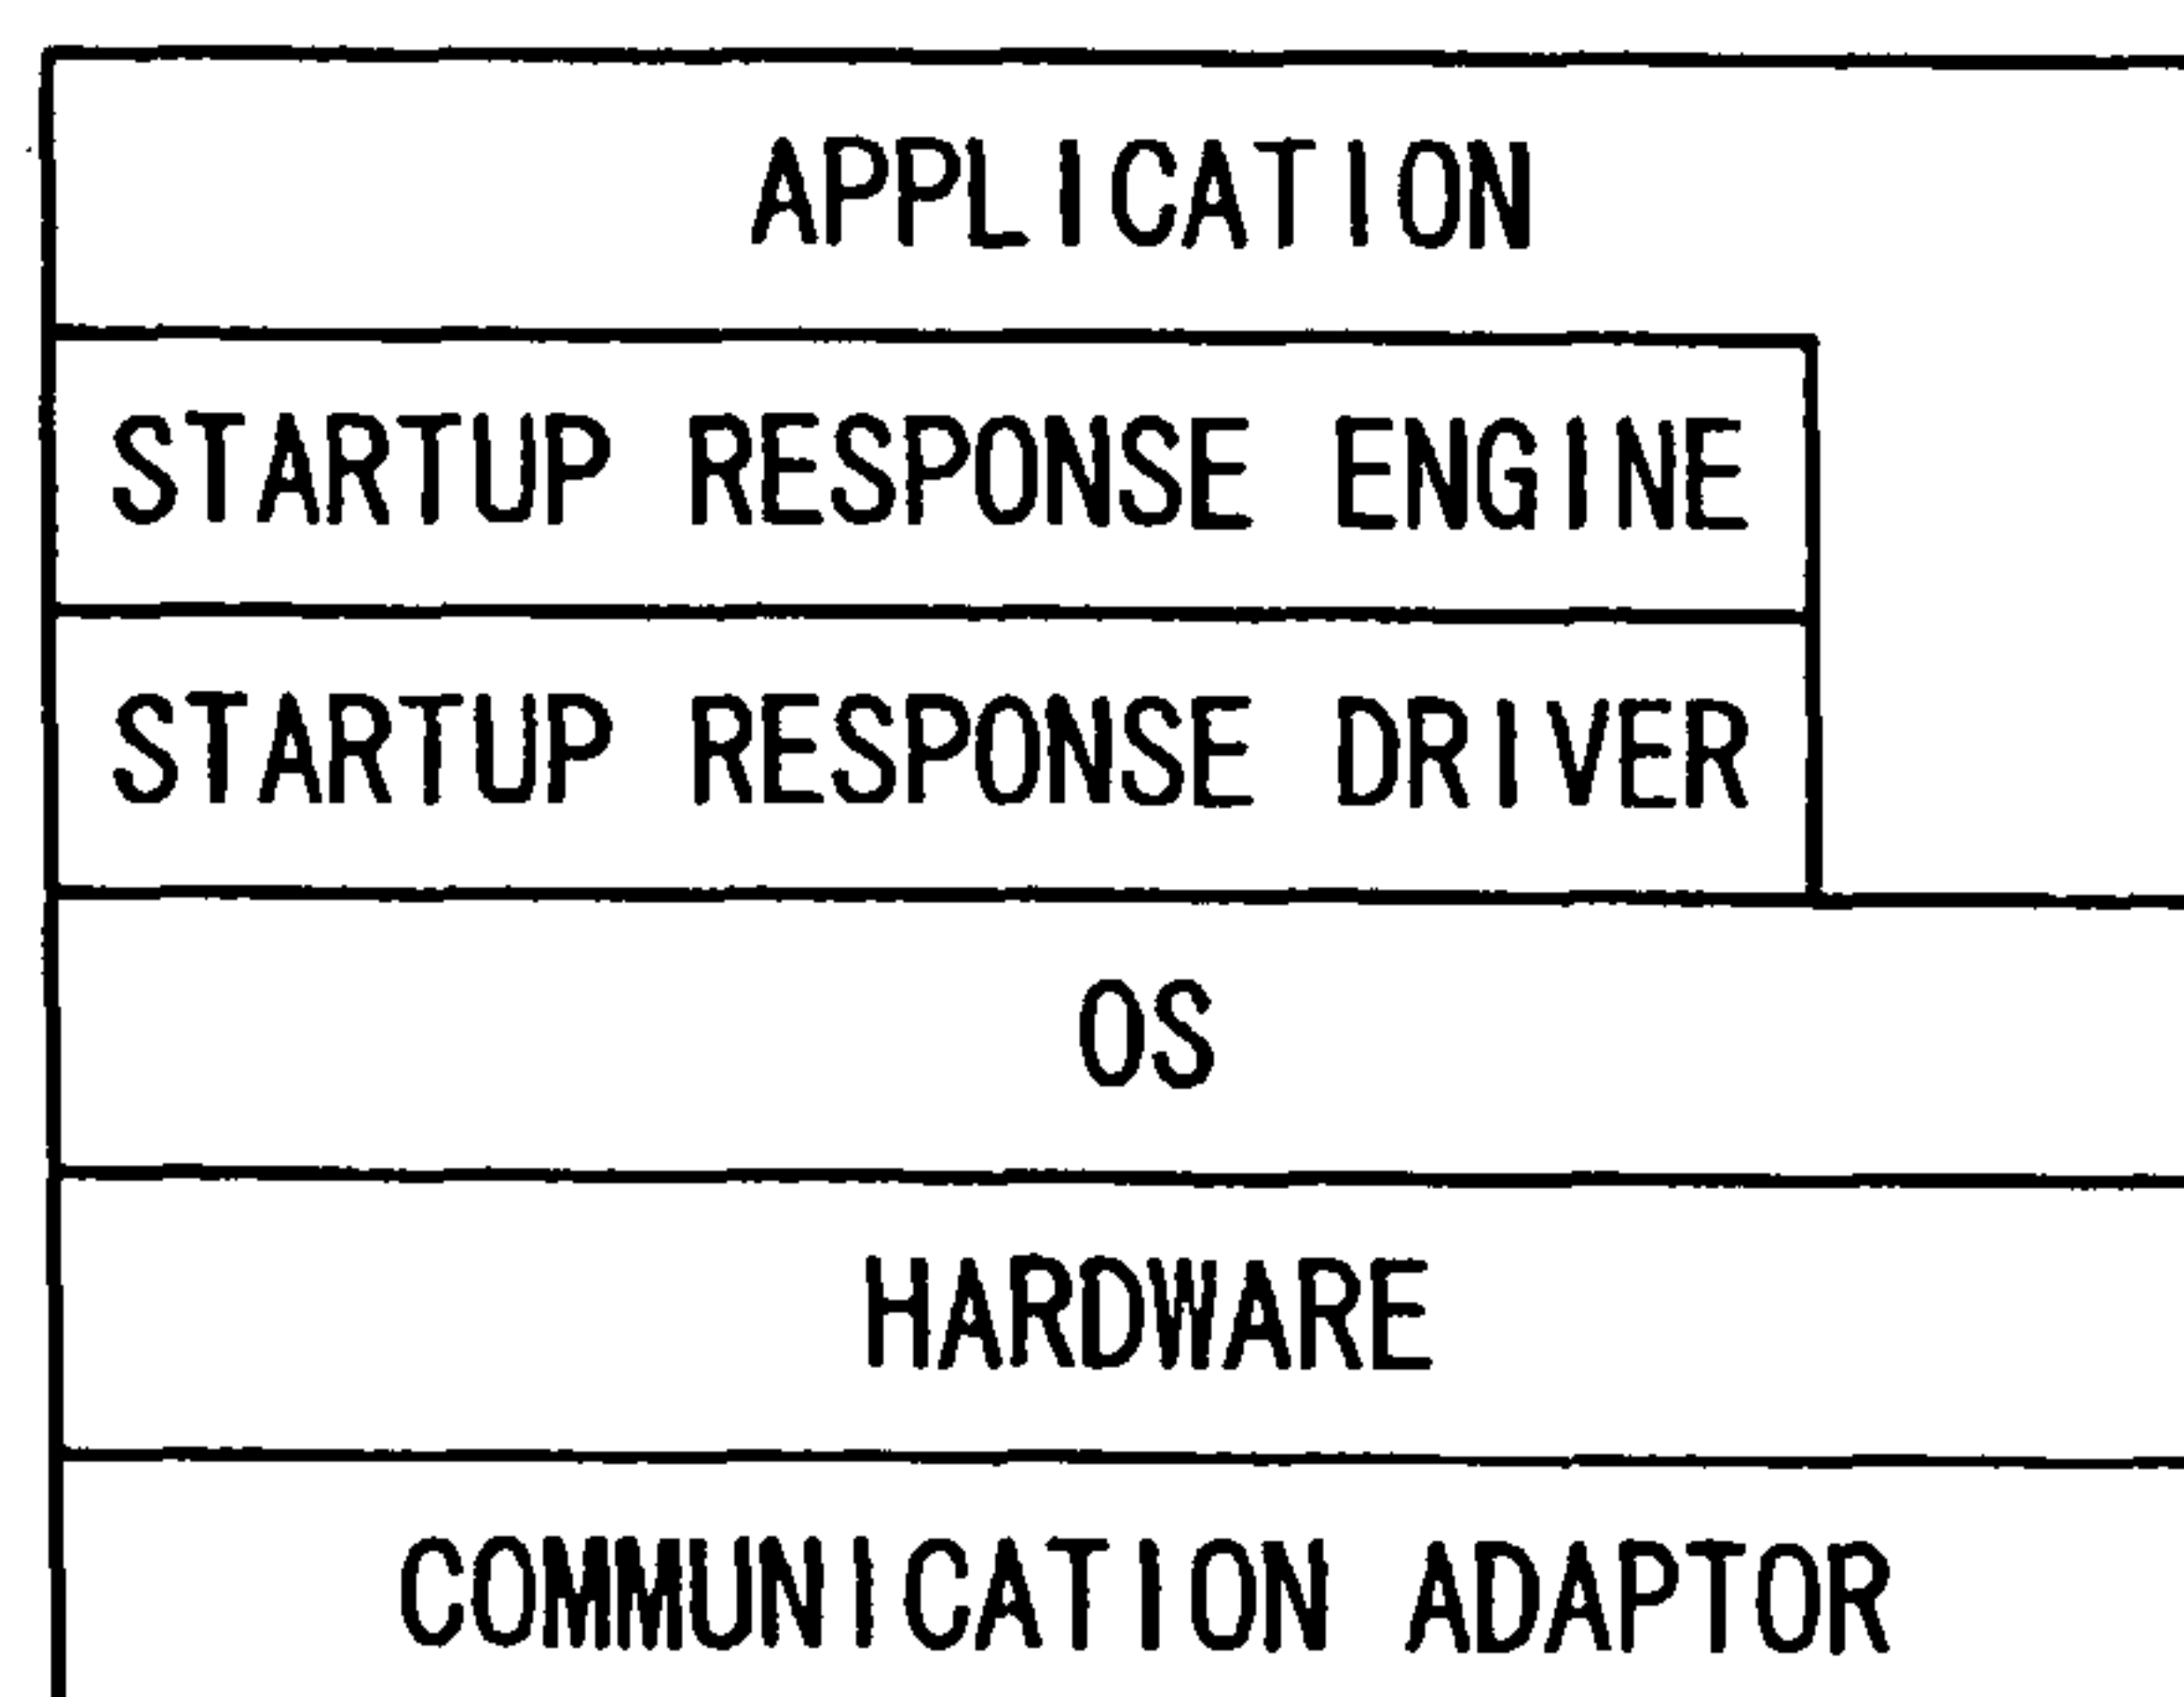 APPLICATION
STARTUP RESPONSE ENGINE
STARTUP RESPONSE DRIVER
OS
HARDWARE
COMMUNICATION ADAPTOR